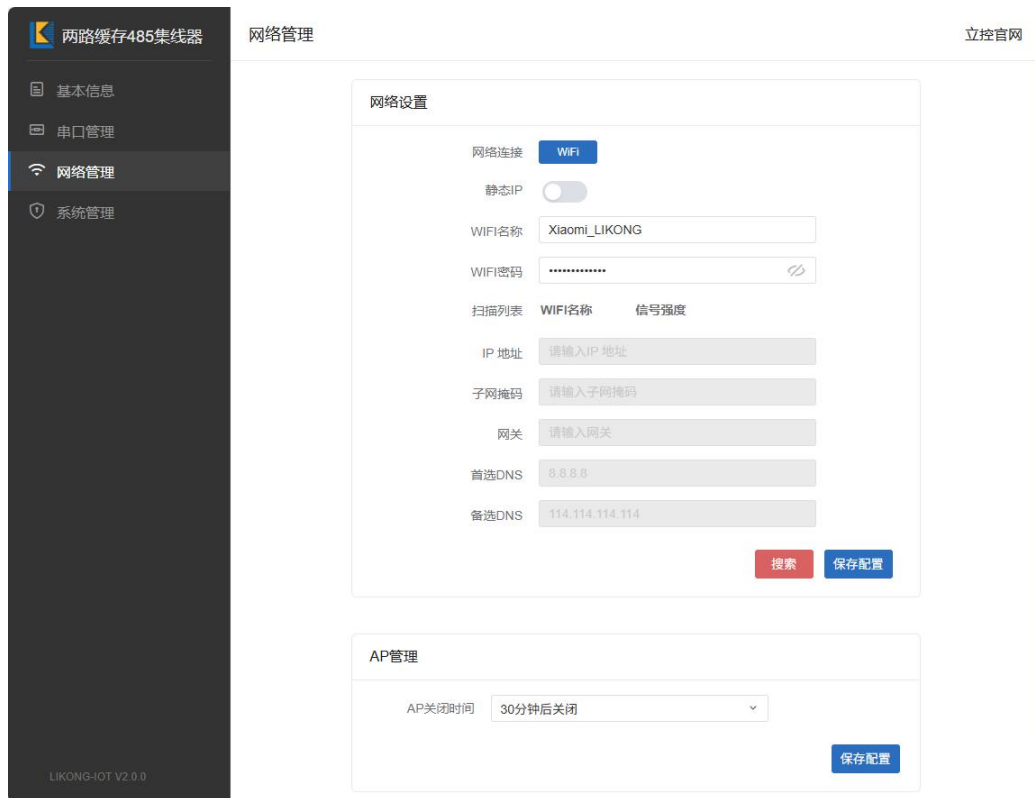 两路缓存485集线器
网络管理
立控官网
基本信息
串口管理
网络管理
系统管理
LIKONG-IOT V2.0.0
网络设置
网络连接 WiFi
静态IP
WIFI名称 Xiaomi_LIKONG
WIFI密码 •••••••••••••
扫描列表 WIFI名称 信号强度
IP 地址 请输入IP 地址
子网掩码 请输入子网掩码
网关 请输入网关
首选DNS 8.8.8.8
备选DNS 114.114.114.114
搜索 保存配置
AP管理
AP关闭时间 30分钟后关闭
保存配置